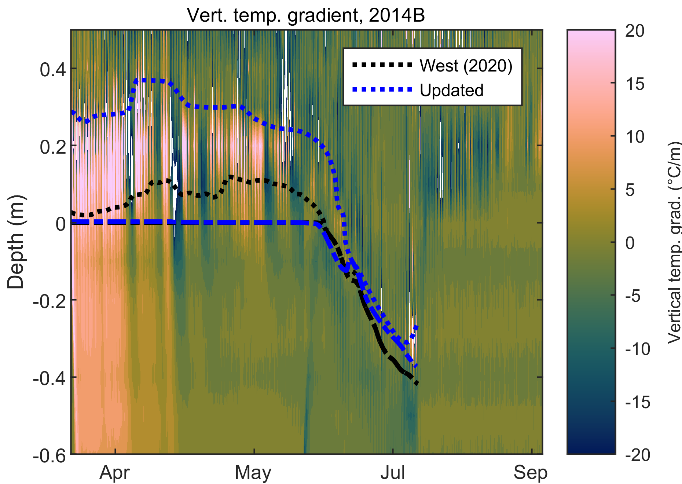 Vert. temp. gradient, 2014B
West (2020)
Updated
Depth (m)
0.4
0.2
0
-0.2
-0.4
-0.6
Apr
May
Jul
Sep
20
15
10
5
0
-5
-10
-15
-20
Vertical temp. grad. (°C/m)